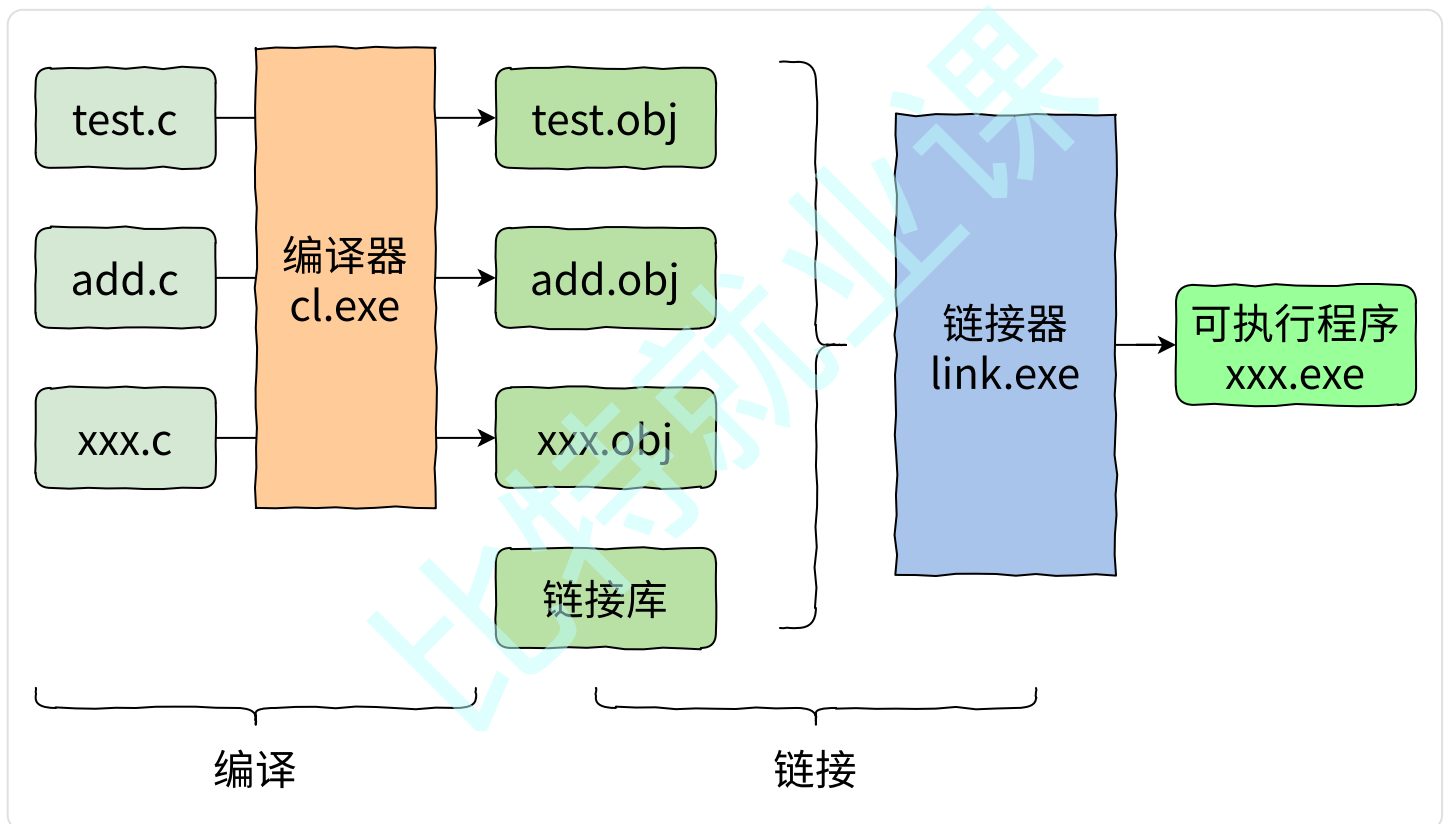 test.c
test.obj
add.c
编译器
cl.exe
add.obj
链接器
link.exe
可执行程序
xxx.exe
xxx.c
xxx.obj
链接库
编译
链接
比特就业课